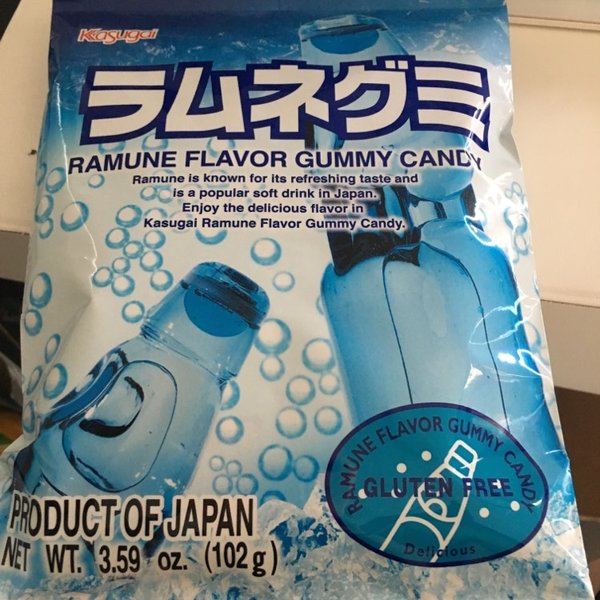 Kasugai
ラムネグミ
RAMUNE FLAVOR GUMMY CANDY
Ramune is known for its refreshing taste and
is a popular soft drink in Japan.
Enjoy the delicious flavor in
Kasugai Ramune Flavor Gummy Candy.
RAMUNE FLAVOR GUMMY CANDY
GLUTEN FREE
Delicious
PRODUCT OF JAPAN
NET WT. 3.59 oz. (102g)